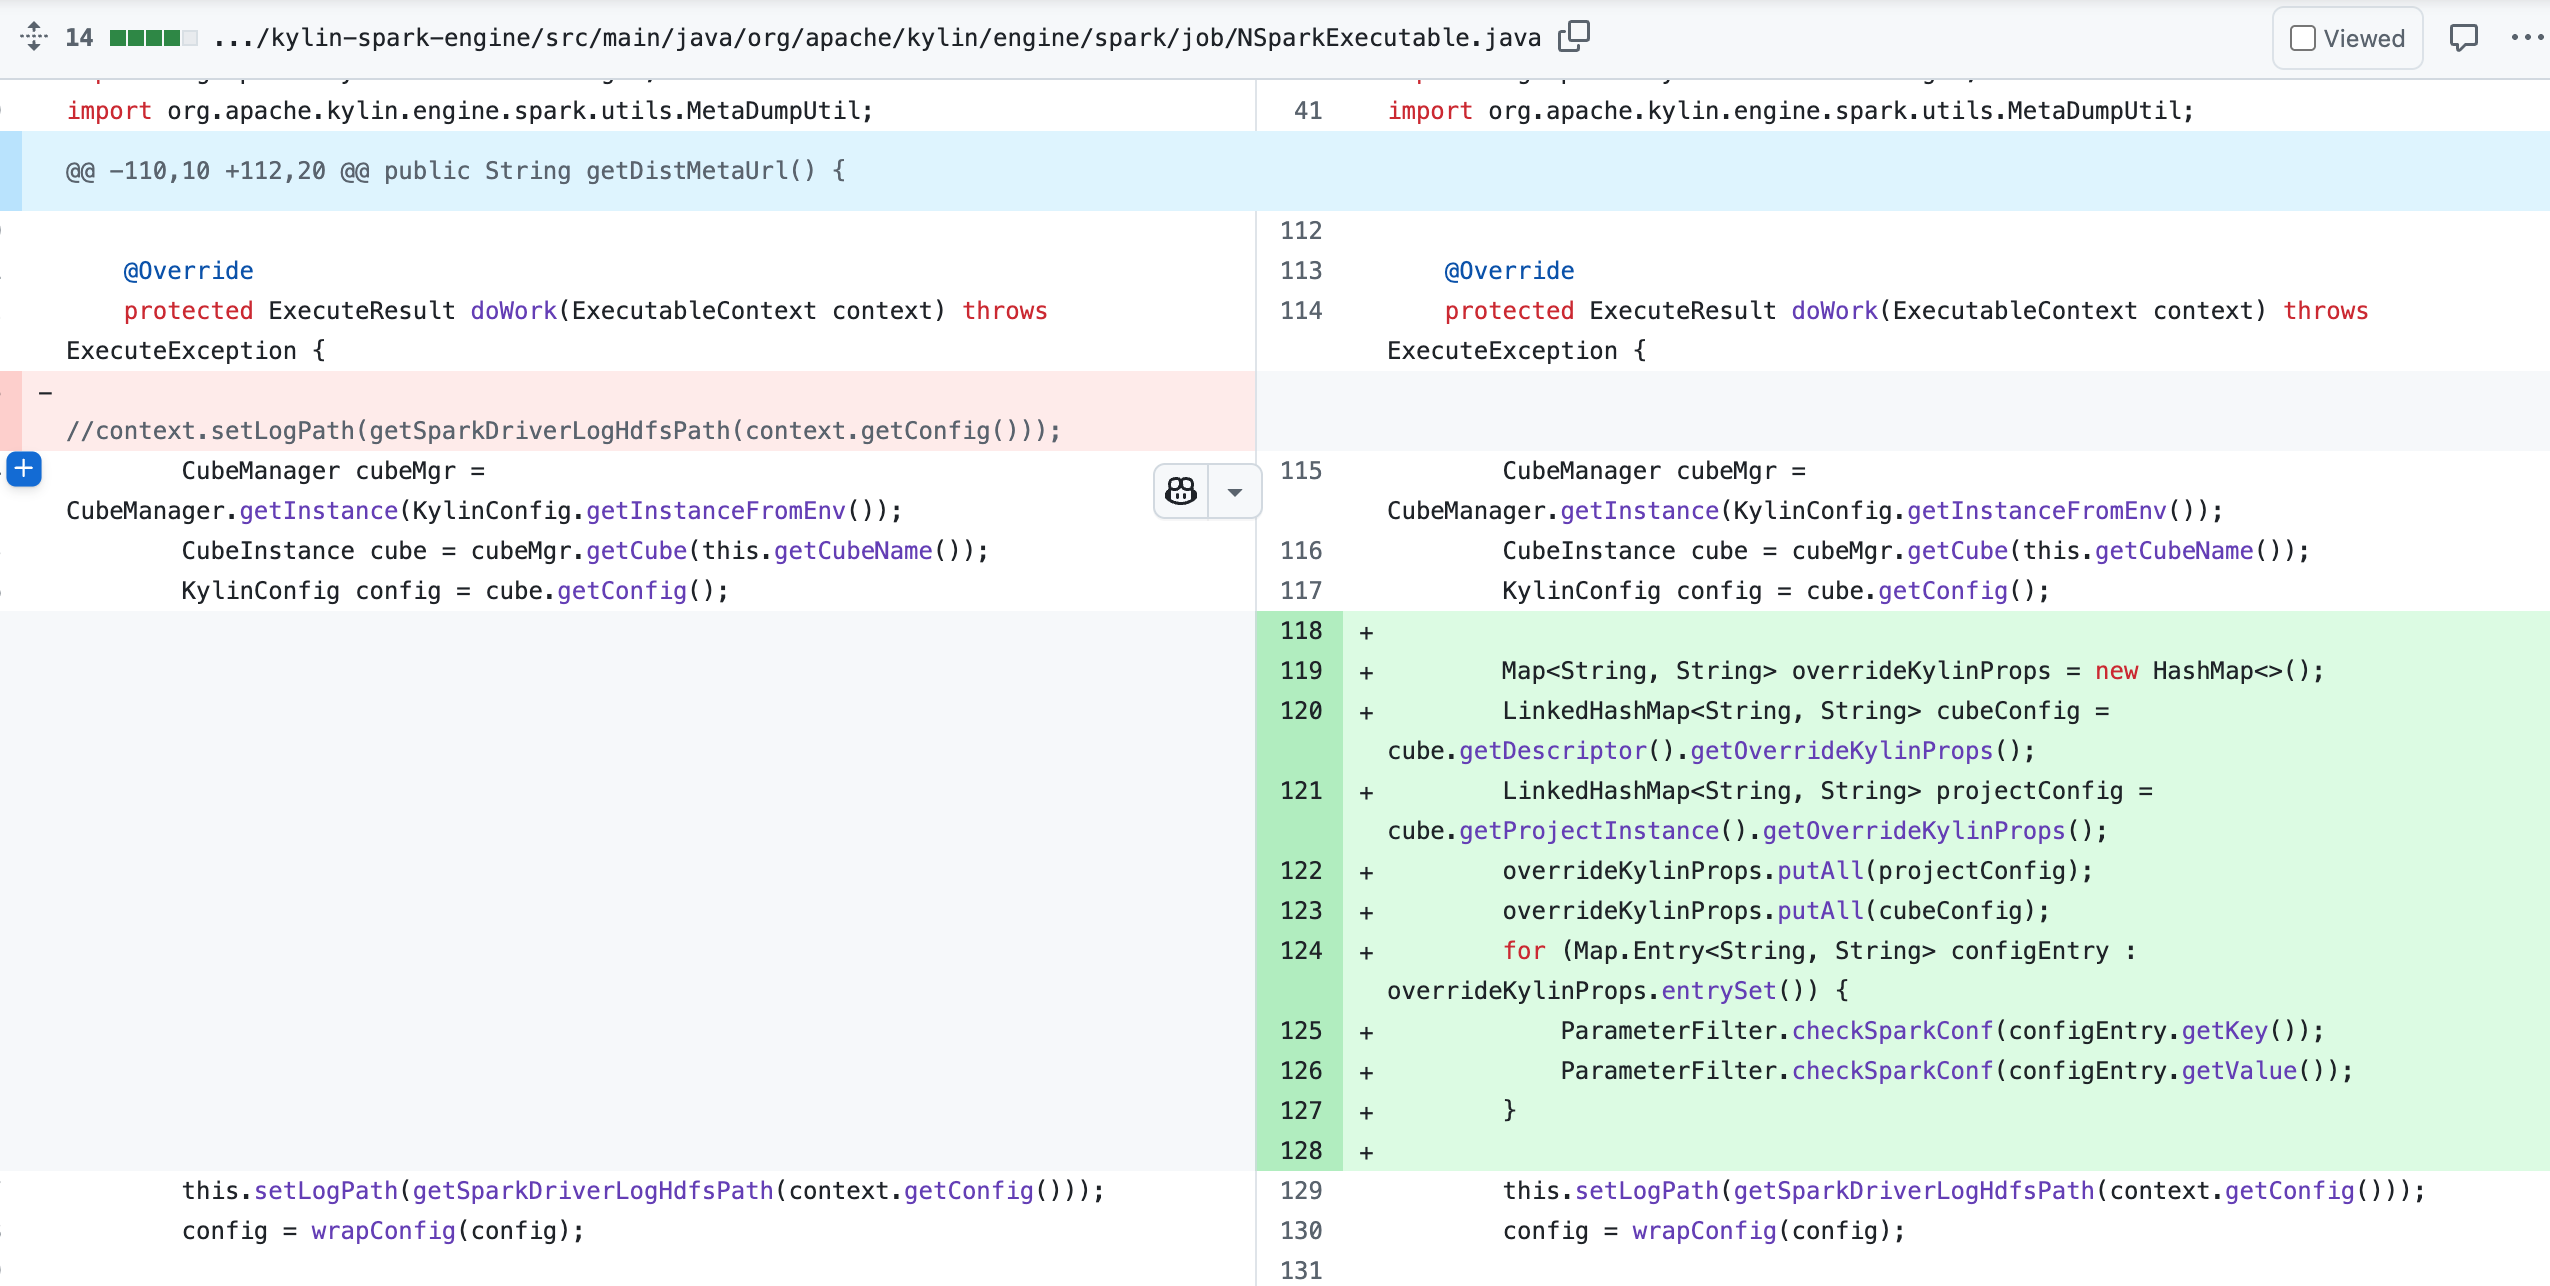 14 .../kylin-spark-engine/src/main/java/org/apache/kylin/engine/spark/job/NSparkExecutable.java Viewed
import org.apache.kylin.engine.spark.utils.MetaDumpUtil;
41 import org.apache.kylin.engine.spark.utils.MetaDumpUtil;
@@ -110,10 +112,20 @@ public String getDistMetaUrl() {
112
@Override
113 @Override
protected ExecuteResult doWork(ExecutableContext context) throws
ExecuteException {
114 protected ExecuteResult doWork(ExecutableContext context) throws
ExecuteException {
-
//context.setLogPath(getSparkDriverLogHdfsPath(context.getConfig()));
CubeManager cubeMgr =
CubeManager.getInstance(KylinConfig.getInstanceFromEnv());
115 CubeManager cubeMgr =
CubeManager.getInstance(KylinConfig.getInstanceFromEnv());
CubeInstance cube = cubeMgr.getCube(this.getCubeName());
116 CubeInstance cube = cubeMgr.getCube(this.getCubeName());
KylinConfig config = cube.getConfig();
117 KylinConfig config = cube.getConfig();
118 +
119 + Map<String, String> overrideKylinProps = new HashMap<>();
120 + LinkedHashMap<String, String> cubeConfig =
cube.getDescriptor().getOverrideKylinProps();
121 + LinkedHashMap<String, String> projectConfig =
cube.getProjectInstance().getOverrideKylinProps();
122 + overrideKylinProps.putAll(projectConfig);
123 + overrideKylinProps.putAll(cubeConfig);
124 + for (Map.Entry<String, String> configEntry :
overrideKylinProps.entrySet()) {
125 + ParameterFilter.checkSparkConf(configEntry.getKey());
126 + ParameterFilter.checkSparkConf(configEntry.getValue());
127 + }
128 +
this.setLogPath(getSparkDriverLogHdfsPath(context.getConfig()));
129 this.setLogPath(getSparkDriverLogHdfsPath(context.getConfig()));
config = wrapConfig(config);
130 config = wrapConfig(config);
131